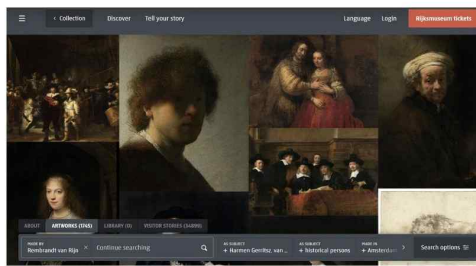 ‹ Collection Discover Tell your story Language Login Rijksmuseum tickets
ABOUT ARTWORKS (1745) LIBRARY (0) VISITOR STORIES (34890)
MADE BY AS SUBJECT AS SUBJECT MADE IN
Rembrandt van Rijn × Continue searching + Harmen Gerritsz. van... + historical persons + Amsterdam › Search options